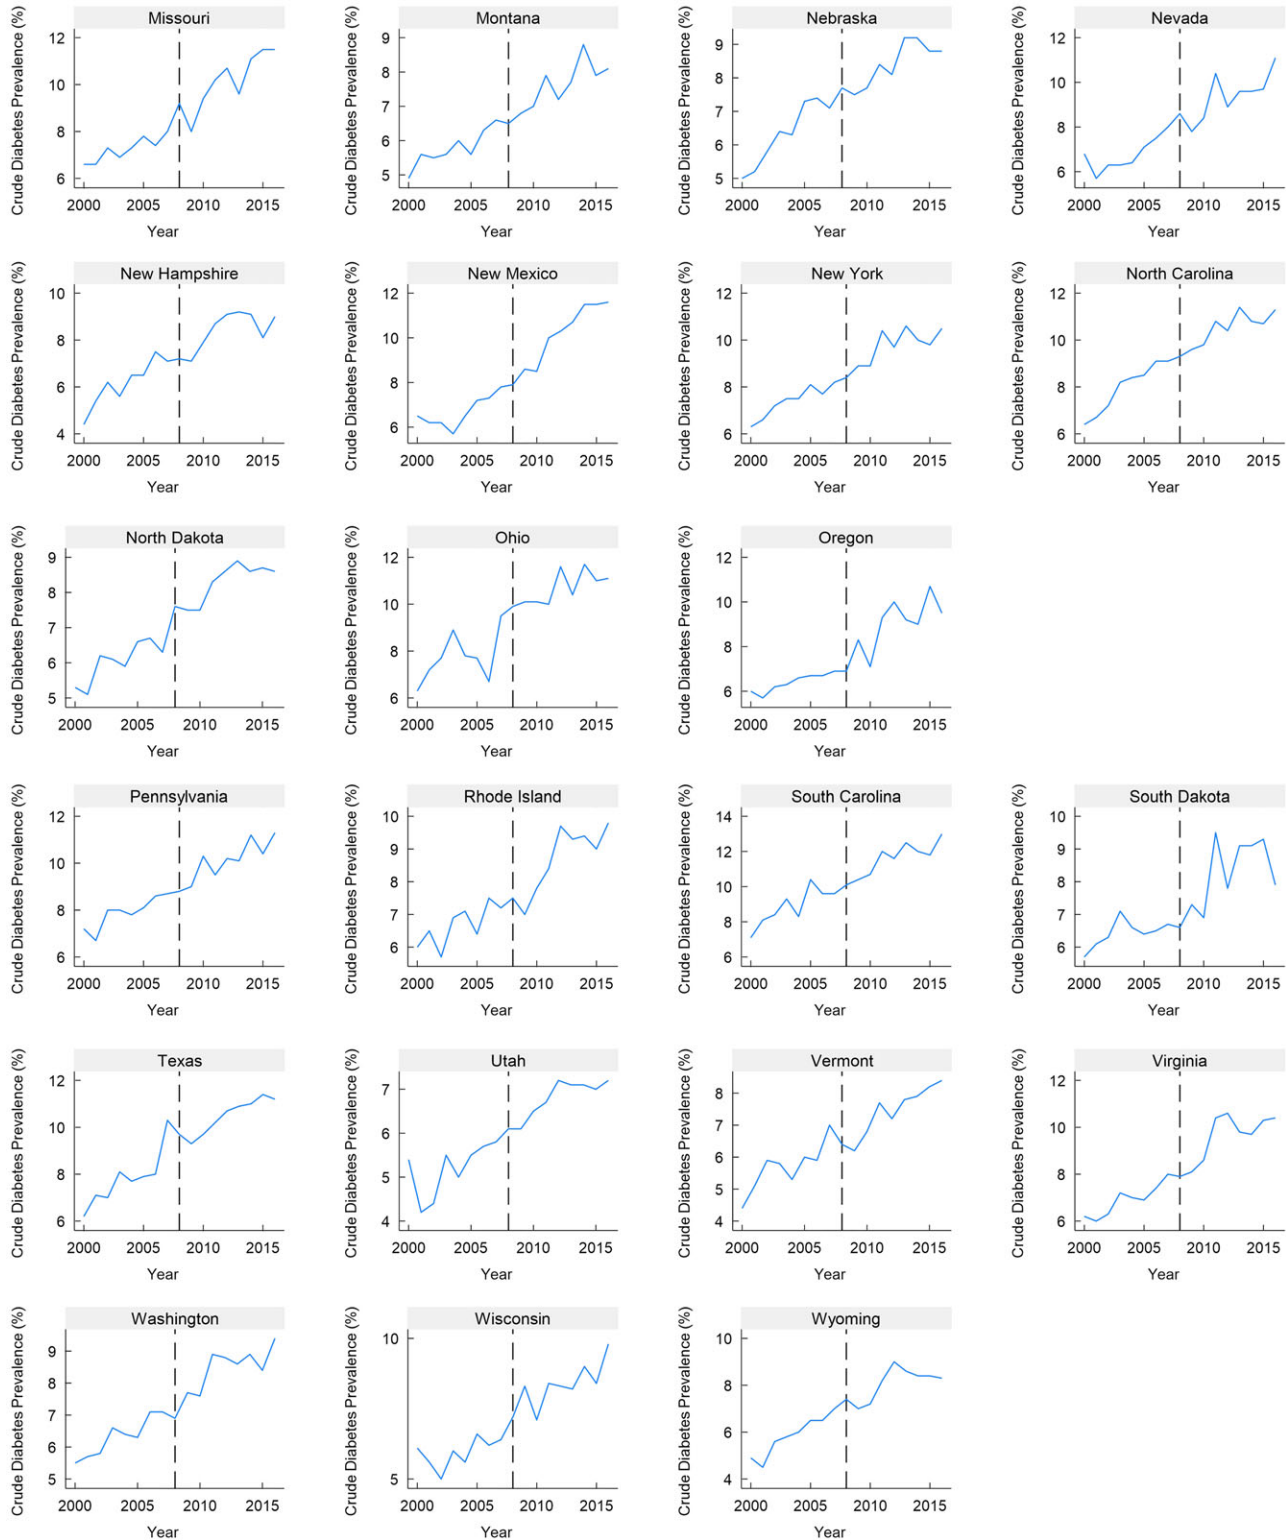 Missouri
Crude Diabetes Prevalence (%)
12
10
8
6
2000 2005 2010 2015
Year
Montana
Crude Diabetes Prevalence (%)
9
8
7
6
5
2000 2005 2010 2015
Year
Nebraska
Crude Diabetes Prevalence (%)
9
8
7
6
5
2000 2005 2010 2015
Year
Nevada
Crude Diabetes Prevalence (%)
12
10
8
6
2000 2005 2010 2015
Year
New Hampshire
Crude Diabetes Prevalence (%)
10
8
6
4
2000 2005 2010 2015
Year
New Mexico
Crude Diabetes Prevalence (%)
12
10
8
6
2000 2005 2010 2015
Year
New York
Crude Diabetes Prevalence (%)
12
10
8
6
2000 2005 2010 2015
Year
North Carolina
Crude Diabetes Prevalence (%)
12
10
8
6
2000 2005 2010 2015
Year
North Dakota
Crude Diabetes Prevalence (%)
9
8
7
6
5
2000 2005 2010 2015
Year
Ohio
Crude Diabetes Prevalence (%)
12
10
8
6
2000 2005 2010 2015
Year
Oregon
Crude Diabetes Prevalence (%)
12
10
8
6
2000 2005 2010 2015
Year
Pennsylvania
Crude Diabetes Prevalence (%)
12
10
8
6
2000 2005 2010 2015
Year
Rhode Island
Crude Diabetes Prevalence (%)
10
9
8
7
6
2000 2005 2010 2015
Year
South Carolina
Crude Diabetes Prevalence (%)
14
12
10
8
6
2000 2005 2010 2015
Year
South Dakota
Crude Diabetes Prevalence (%)
10
9
8
7
6
2000 2005 2010 2015
Year
Texas
Crude Diabetes Prevalence (%)
12
10
8
6
2000 2005 2010 2015
Year
Utah
Crude Diabetes Prevalence (%)
7
6
5
4
2000 2005 2010 2015
Year
Vermont
Crude Diabetes Prevalence (%)
8
7
6
5
4
2000 2005 2010 2015
Year
Virginia
Crude Diabetes Prevalence (%)
12
10
8
6
2000 2005 2010 2015
Year
Washington
Crude Diabetes Prevalence (%)
9
8
7
6
5
2000 2005 2010 2015
Year
Wisconsin
Crude Diabetes Prevalence (%)
10
5
2000 2005 2010 2015
Year
Wyoming
Crude Diabetes Prevalence (%)
10
8
6
4
2000 2005 2010 2015
Year